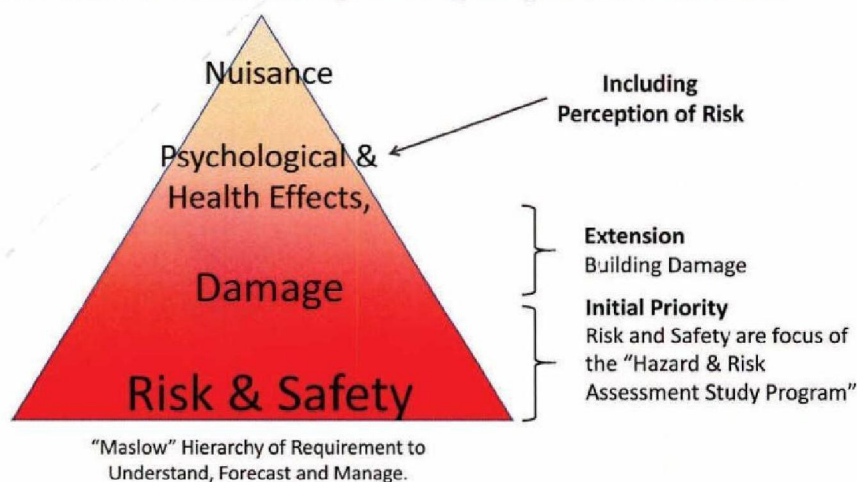 Nuisance
Including
Perception of Risk
Psychological &
Health Effects,
Extension
Building Damage
Damage
Initial Priority
Risk and Safety are focus of
the “Hazard & Risk
Assessment Study Program”
Risk & Safety
“Maslow” Hierarchy of Requirement to
Understand, Forecast and Manage.